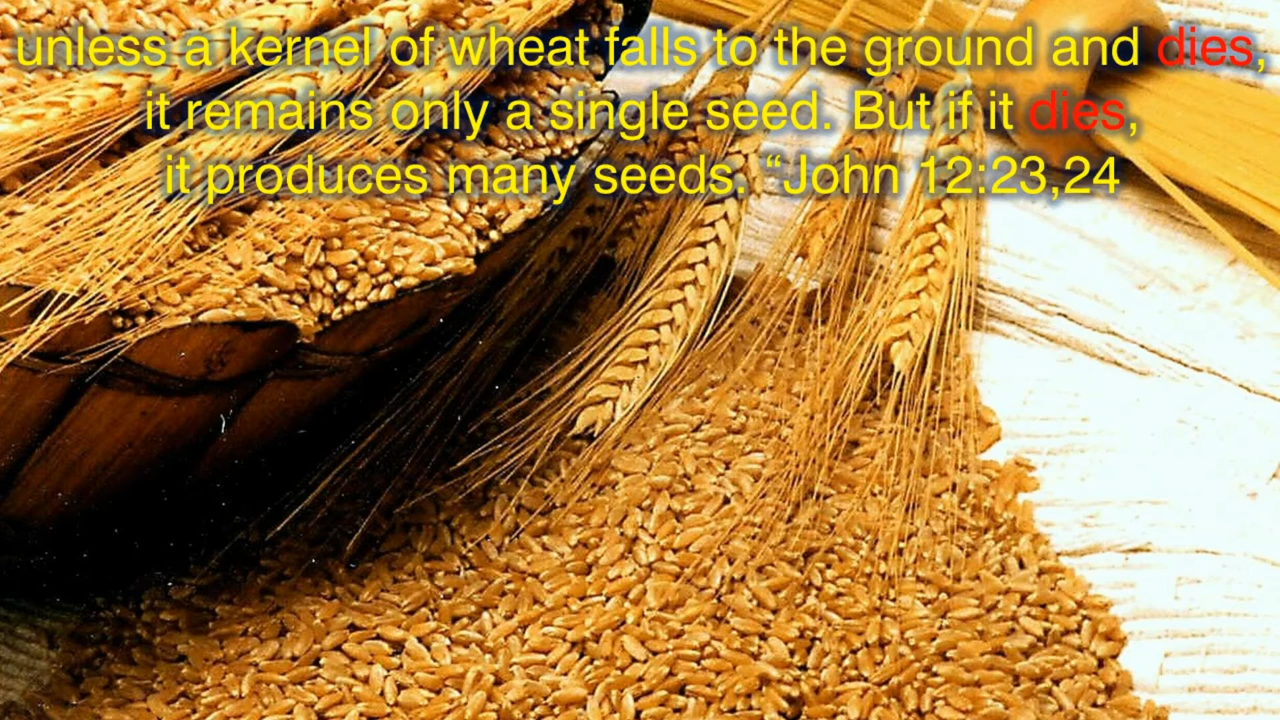 unless a kernel of wheat falls to the ground and dies,
it remains only a single seed. But if it dies,
it produces many seeds. “John 12:23,24